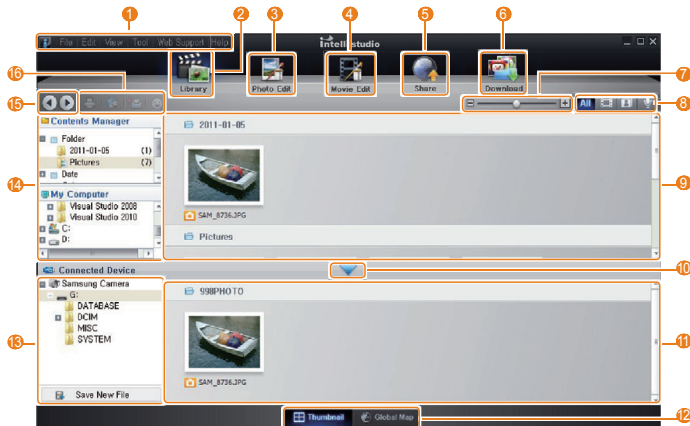 1 2 3 4 5 6
File Edit View Tool Web Support Help
Intelli-studio
16
Library Photo Edit Movie Edit Share Download
7
15
All
8
Contents Manager
2011-01-05
Folder
2011-01-05 (1)
Pictures (7)
Date
14
9
My Computer
Visual Studio 2008
Visual Studio 2010
C:
D:
SAM_8736.JPG
Pictures
Connected Device
10
Samsung Camera
G:
DATABASE
DCIM
MISC
SYSTEM
998PHOTO
13
11
SAM_8736.JPG
Save New File
Thumbnail Global Map
12